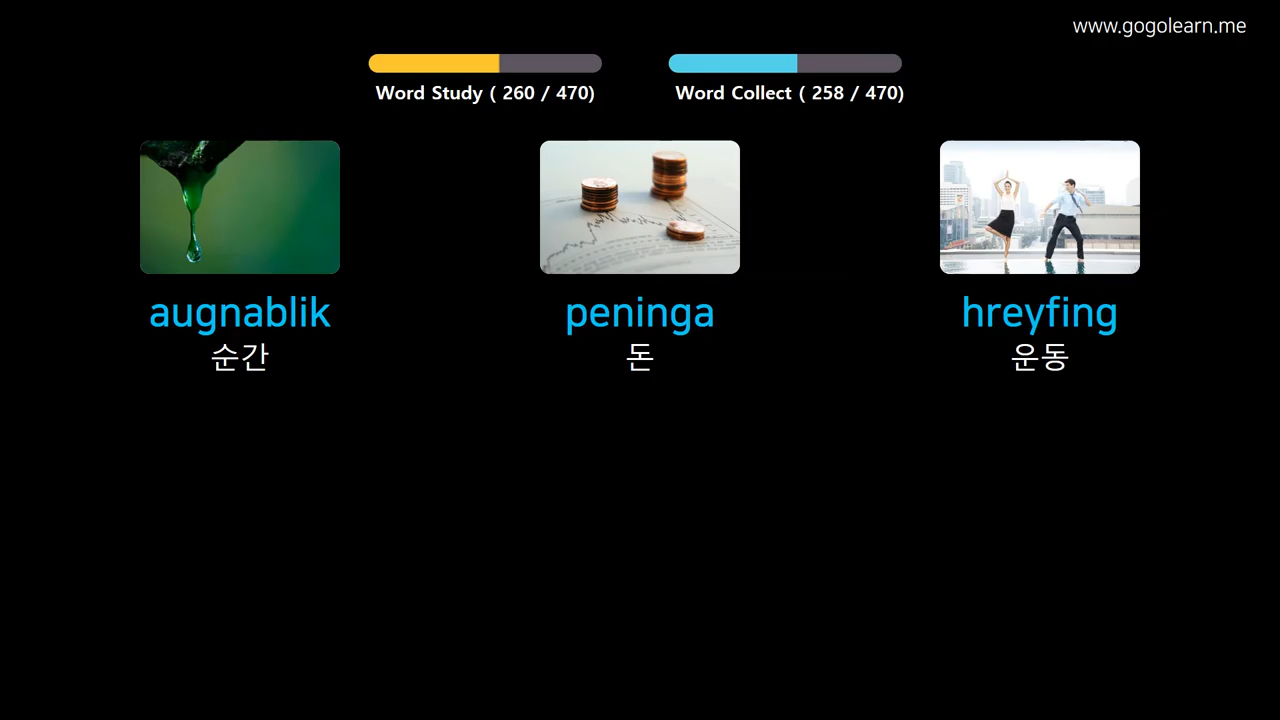 www.gogolearn.me
Word Study ( 260 / 470)
Word Collect ( 258 / 470)
augnablik
순간
peninga
돈
hreyfing
운동